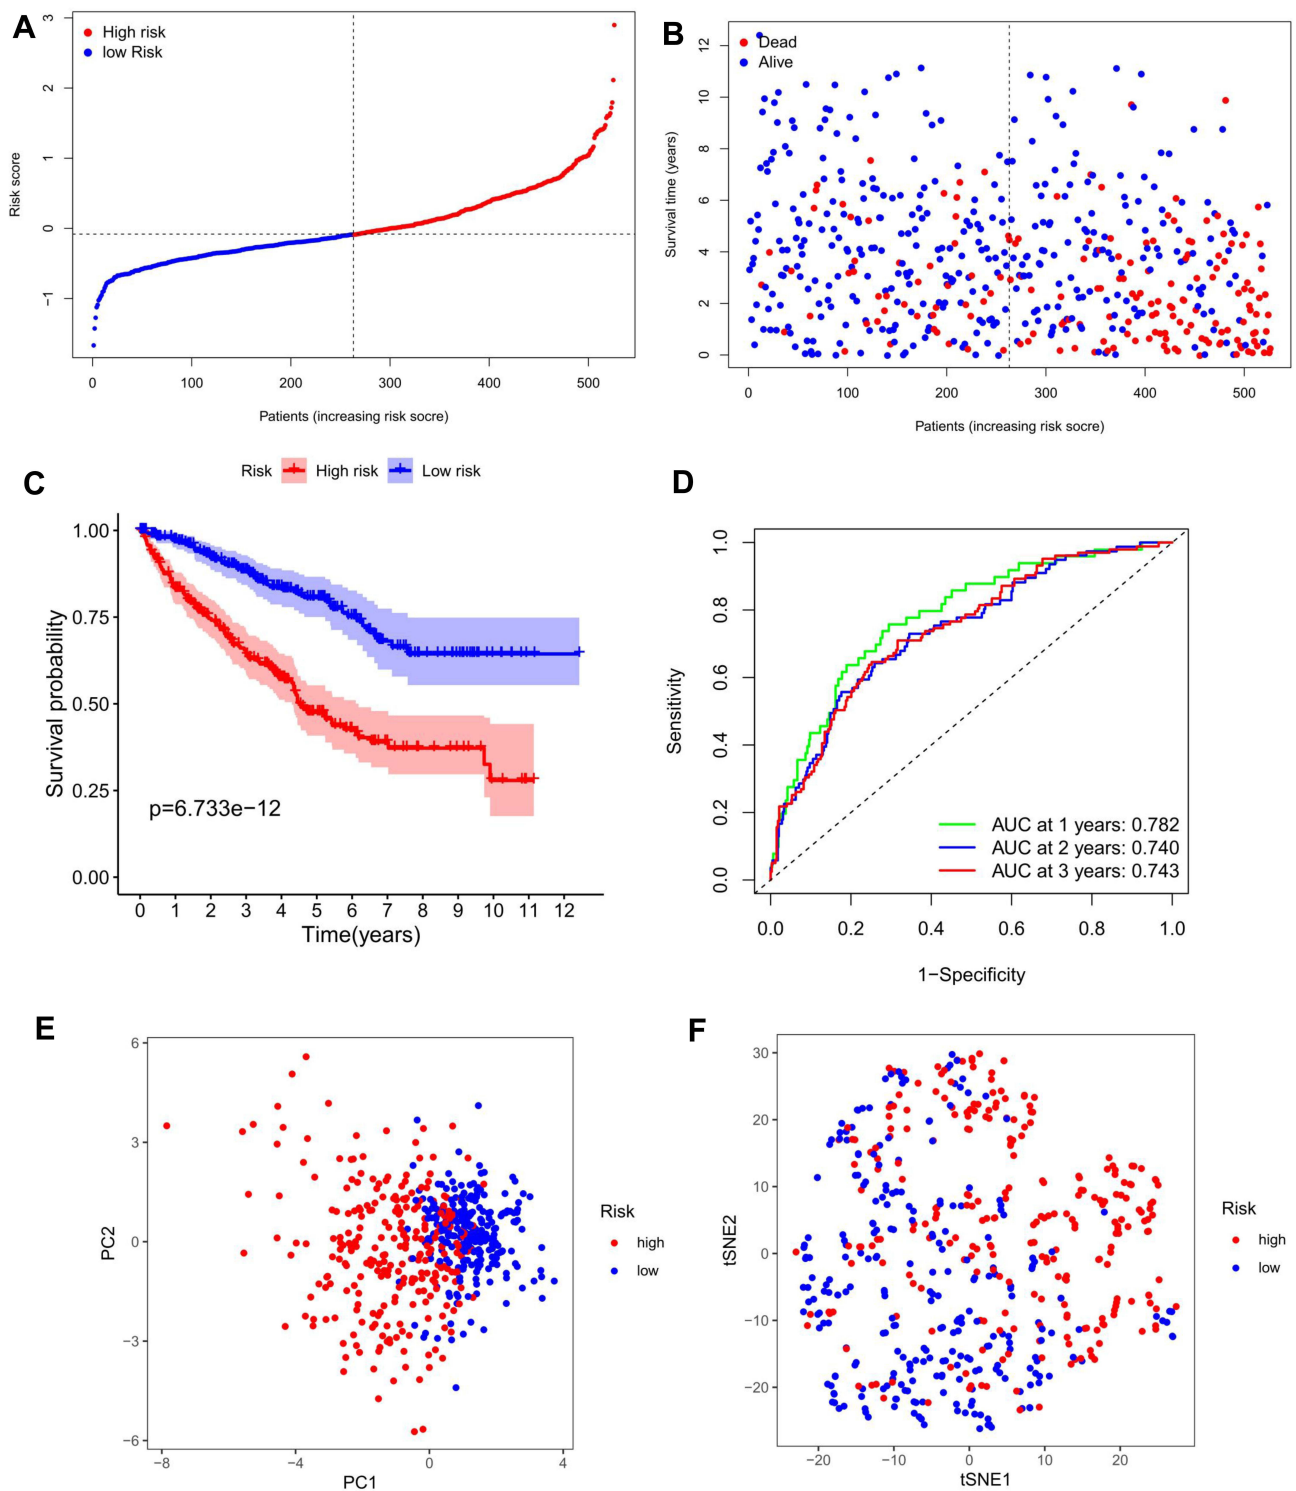 A
High risk
low Risk
Risk score
3
2
1
0
−1
0 100 200 300 400 500
Patients (increasing risk socre)
B
Dead
Alive
Survival time (years)
12
10
8
6
4
2
0
0 100 200 300 400 500
Patients (increasing risk socre)
C
Risk High risk Low risk
Survival probability
1.00
0.75
0.50
0.25
0.00
p=6.733e−12
0 1 2 3 4 5 6 7 8 9 10 11 12
Time(years)
D
Sensitivity
1.0
0.8
0.6
0.4
0.2
0.0
AUC at 1 years: 0.782
AUC at 2 years: 0.740
AUC at 3 years: 0.743
0.0 0.2 0.4 0.6 0.8 1.0
1−Specificity
E
PC2
6
3
0
−3
−6
−8 −4 0 4
PC1
Risk
high
low
F
tSNE2
30
20
10
0
−10
−20
−20 −10 0 10 20
tSNE1
Risk
high
low